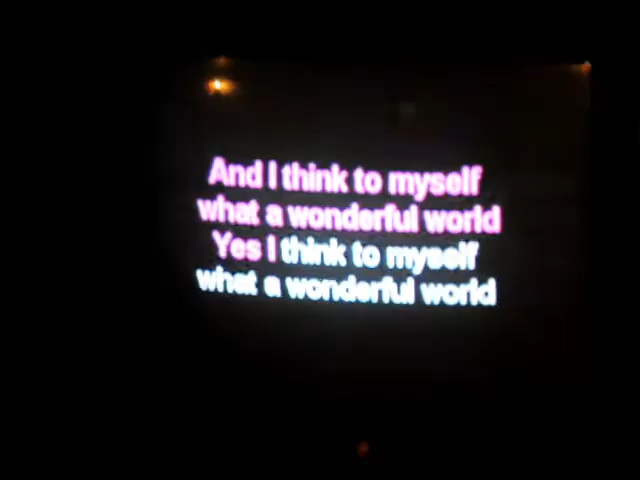 And I think to myself
what a wonderful world
Yes I think to myself
what a wonderful world